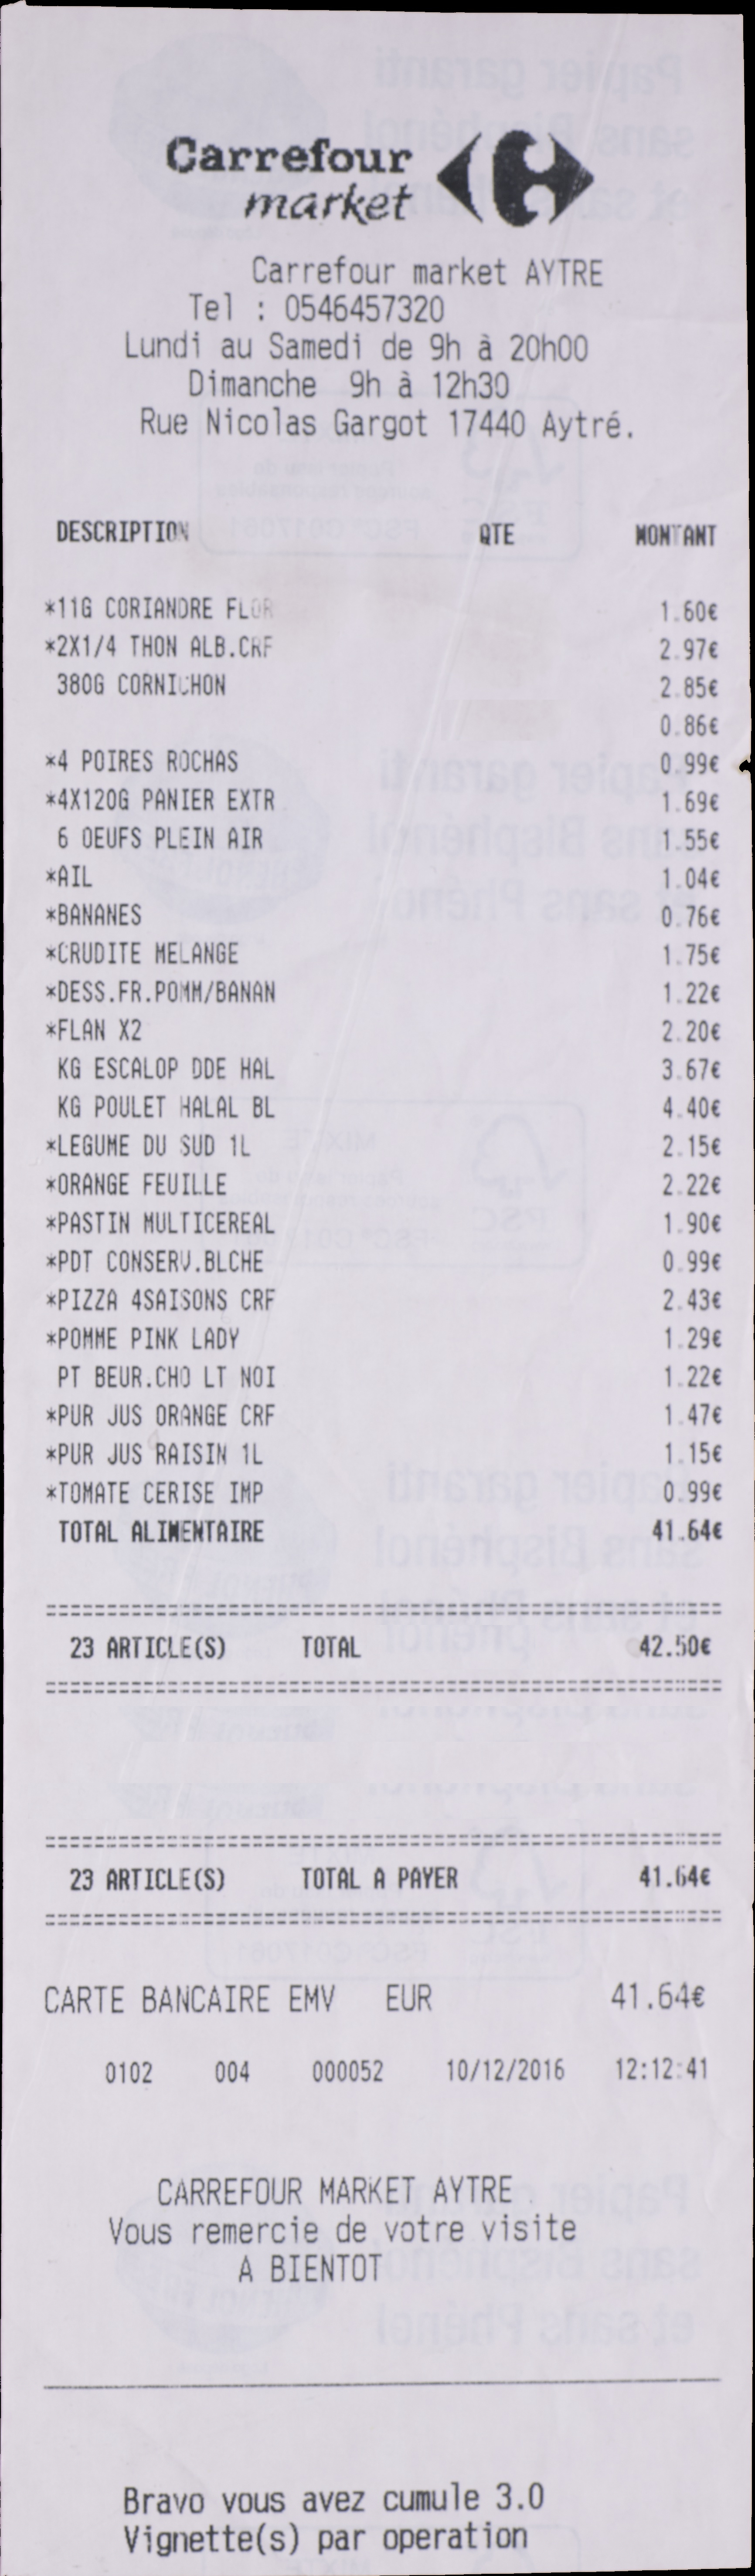 Carrefour
market
Carrefour market AYTRE
Tel : 0546457320
Lundi au Samedi de 9h à 20h00
Dimanche 9h à 12h30
Rue Nicolas Gargot 17440 Aytré.
DESCRIPTION QTE MONTANT
*11G CORIANDRE FLOR 1.60€
*2X1/4 THON ALB.CRF 2.97€
380G CORNICHON 2.85€
0.86€
*4 POIRES ROCHAS 0.99€
*4X120G PANIER EXTR 1.69€
6 OEUFS PLEIN AIR 1.55€
*AIL 1.04€
*BANANES 0.76€
*CRUDITE MELANGE 1.75€
*DESS.FR.POMM/BANAN 1.22€
*FLAN X2 2.20€
KG ESCALOP DDE HAL 3.67€
KG POULET HALAL BL 4.40€
*LEGUME DU SUD 1L 2.15€
*ORANGE FEUILLE 2.22€
*PASTIN MULTICEREAL 1.90€
*PDT CONSERV.BLCHE 0.99€
*PIZZA 4SAISONS CRF 2.43€
*POMME PINK LADY 1.29€
PT BEUR.CHO LT NOI 1.22€
*PUR JUS ORANGE CRF 1.47€
*PUR JUS RAISIN 1L 1.15€
*TOMATE CERISE IMP 0.99€
TOTAL ALIMENTAIRE 41.64€
23 ARTICLE(S) TOTAL 42.50€
23 ARTICLE(S) TOTAL A PAYER 41.64€
CARTE BANCAIRE EMV EUR 41.64€
0102 004 000052 10/12/2016 12:12:41
CARREFOUR MARKET AYTRE
Vous remercie de votre visite
A BIENTOT
Bravo vous avez cumule 3.0
Vignette(s) par operation